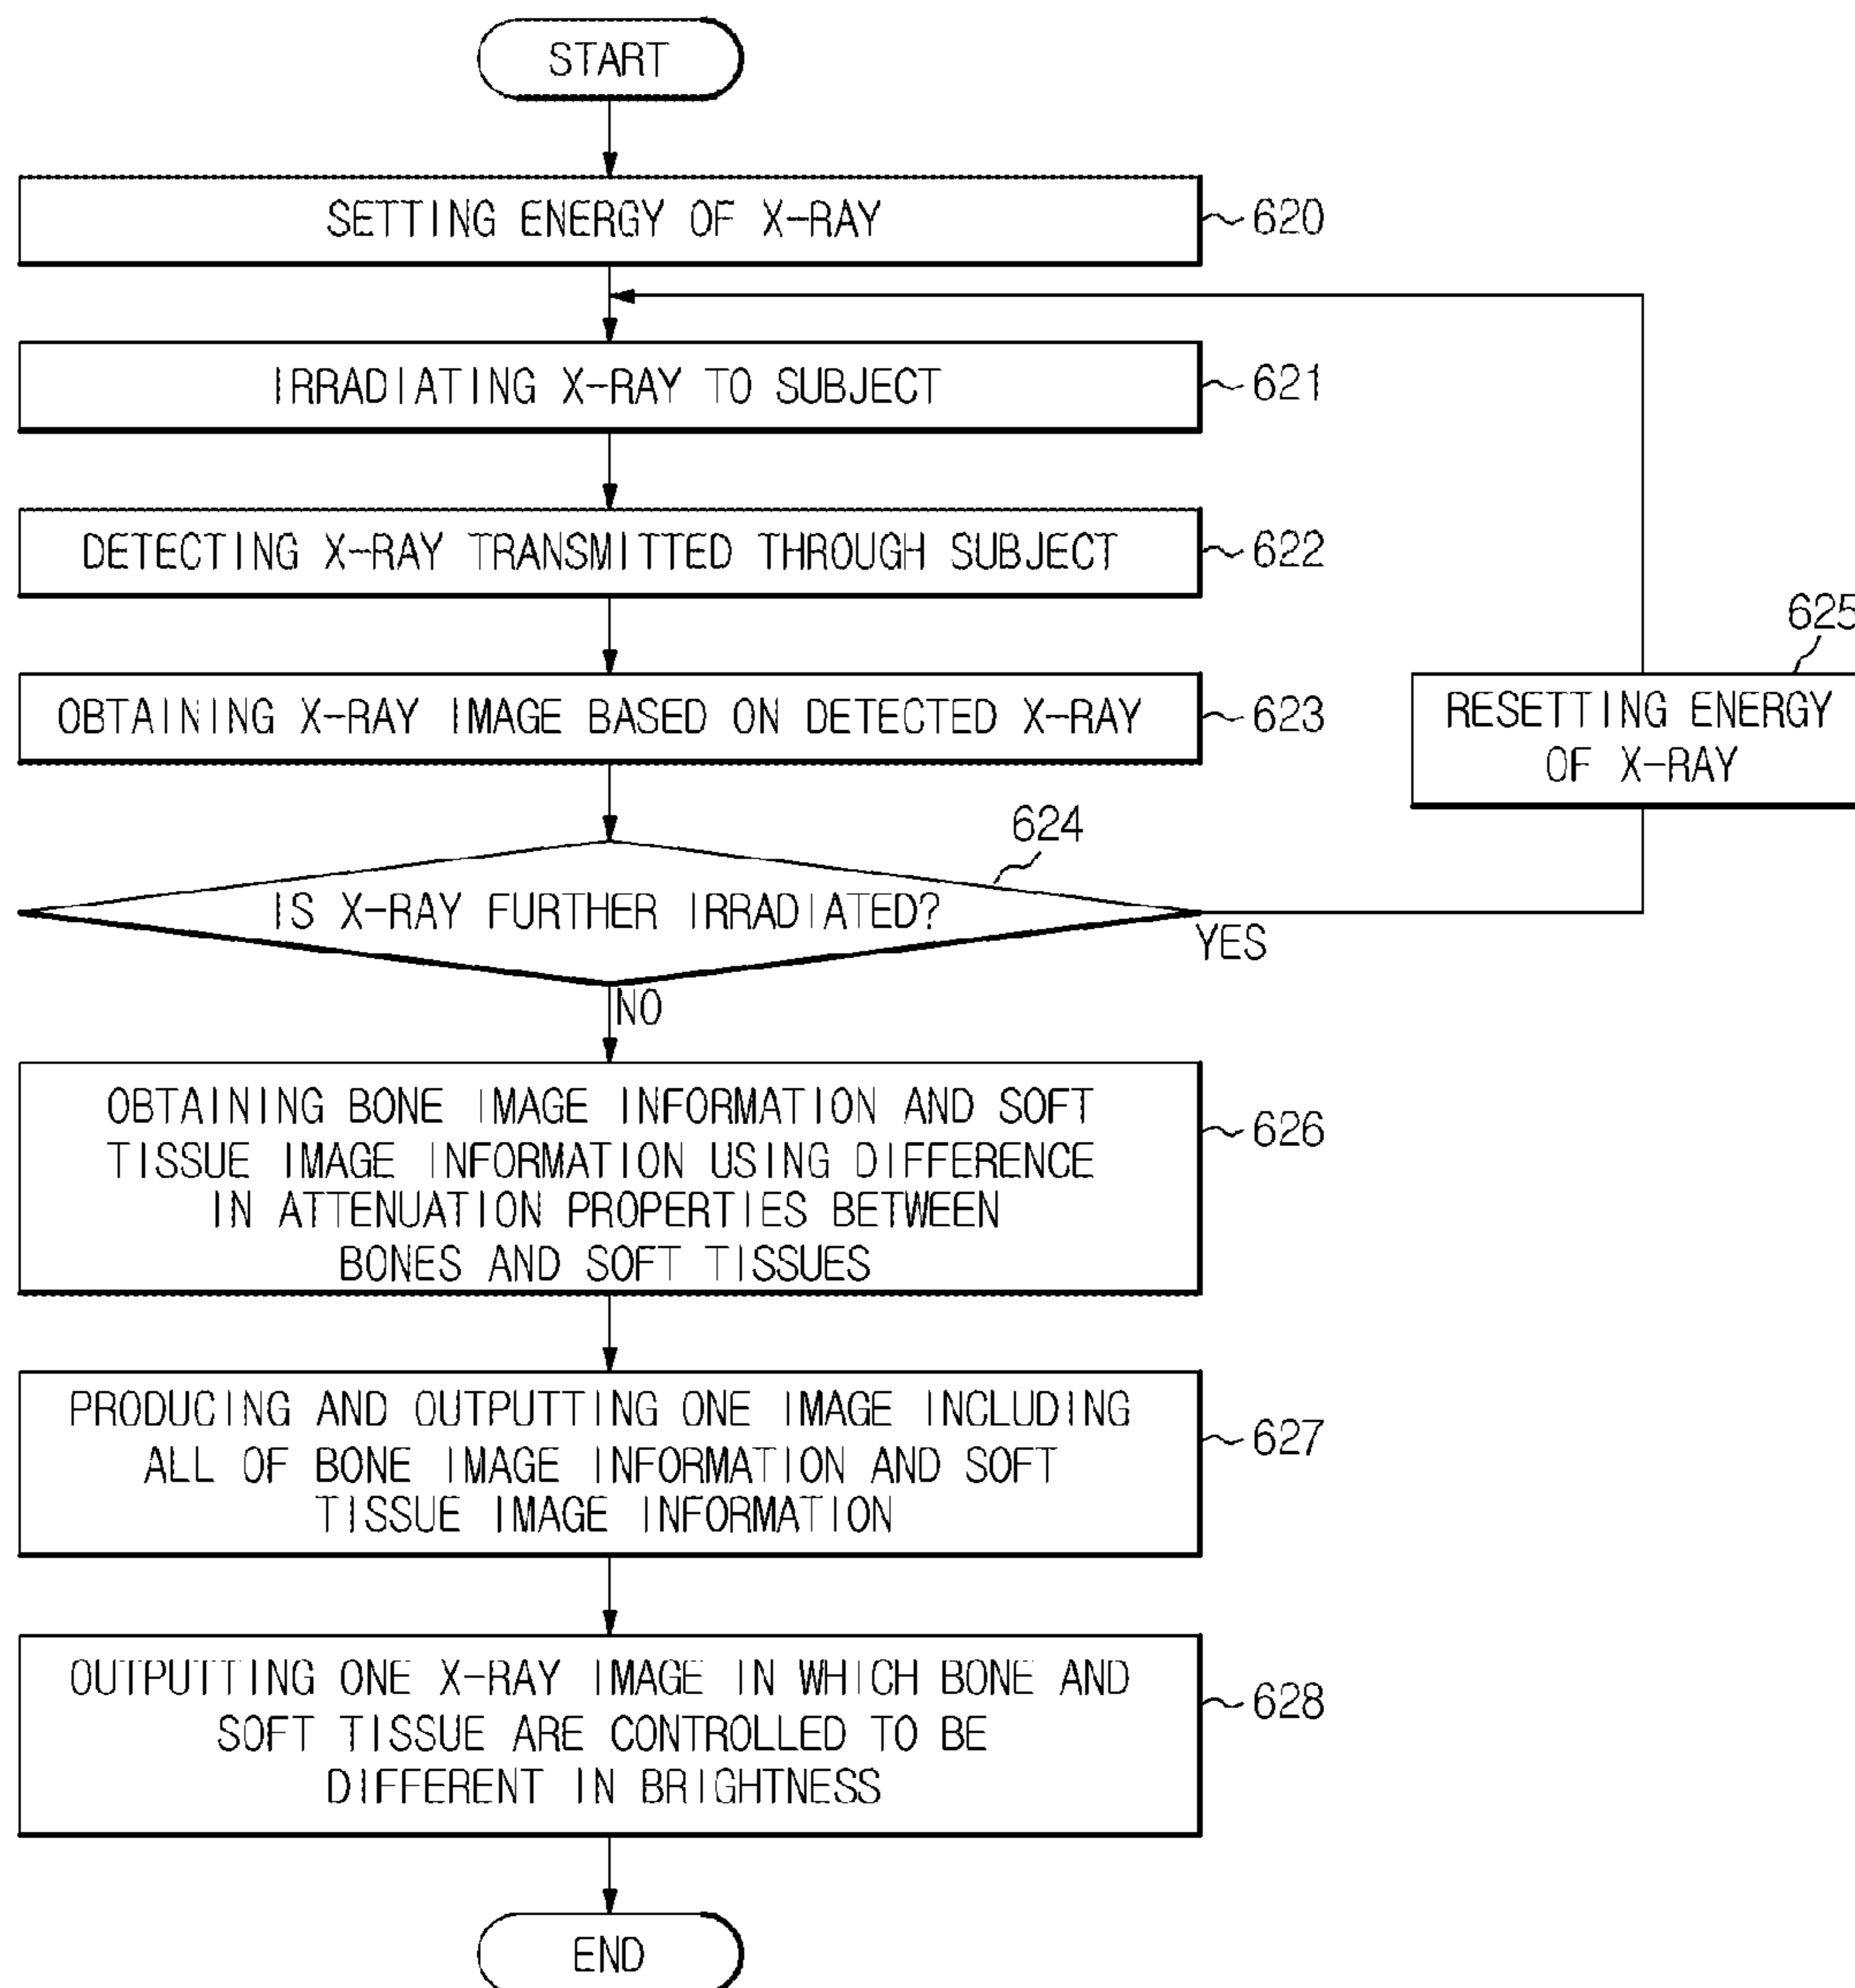 START
SETTING ENERGY OF X-RAY
620
IRRADIATING X-RAY TO SUBJECT
621
DETECTING X-RAY TRANSMITTED THROUGH SUBJECT
622
OBTAINING X-RAY IMAGE BASED ON DETECTED X-RAY
623
625
RESETTING ENERGY
OF X-RAY
624
IS X-RAY FURTHER IRRADIATED?
YES
NO
OBTAINING BONE IMAGE INFORMATION AND SOFT
TISSUE IMAGE INFORMATION USING DIFFERENCE
IN ATTENUATION PROPERTIES BETWEEN
BONES AND SOFT TISSUES
626
PRODUCING AND OUTPUTTING ONE IMAGE INCLUDING
ALL OF BONE IMAGE INFORMATION AND SOFT
TISSUE IMAGE INFORMATION
627
OUTPUTTING ONE X-RAY IMAGE IN WHICH BONE AND
SOFT TISSUE ARE CONTROLLED TO BE
DIFFERENT IN BRIGHTNESS
628
END